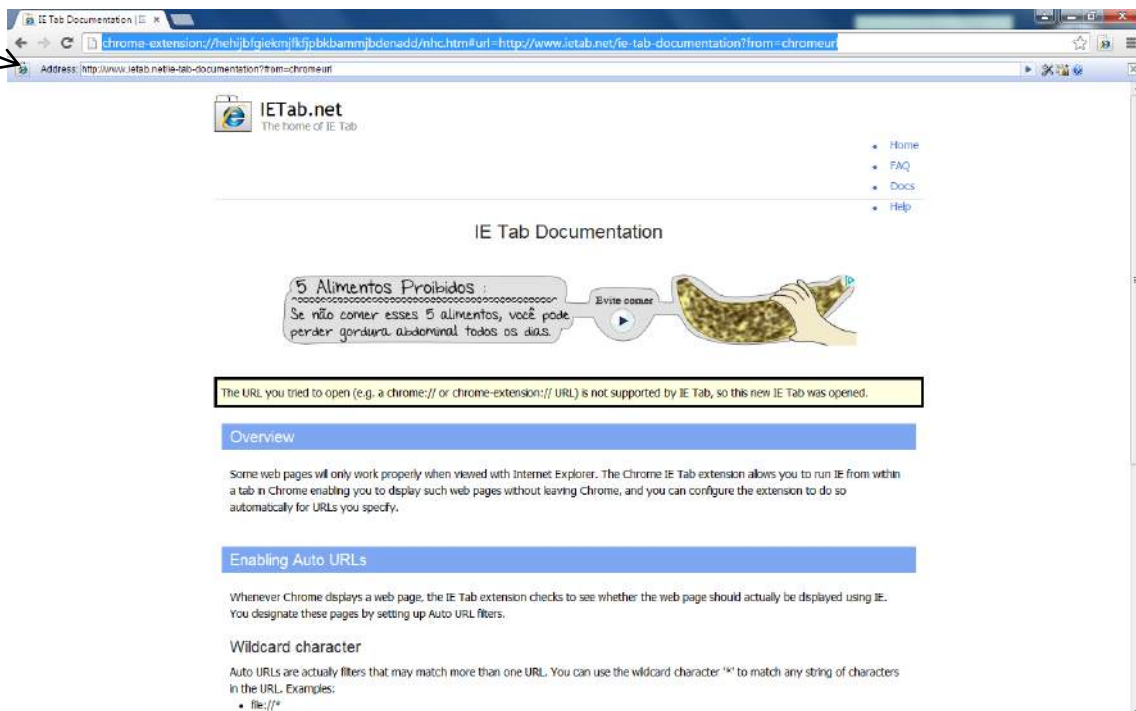 IE Tab Documentation | IE
chrome-extension://hehijbfgiekmjfkfjpbkbammjbdenadd/nhc.htm#url=http://www.ietab.net/ie-tab-documentation?from=chromeurl
Address: http://www.ietab.net/ie-tab-documentation?from=chromeurl
IETab.net
The home of IE Tab
• Home
• FAQ
• Docs
• Help
IE Tab Documentation
5 Alimentos Proibidos :
Se não comer esses 5 alimentos, você pode
perder gordura abdominal todos os dias.
Evite comer
The URL you tried to open (e.g. a chrome:// or chrome-extension:// URL) is not supported by IE Tab, so this new IE Tab was opened.
Overview
Some web pages will only work properly when viewed with Internet Explorer. The Chrome IE Tab extension allows you to run IE from within
a tab in Chrome enabling you to display such web pages without leaving Chrome, and you can configure the extension to do so
automatically for URLs you specify.
Enabling Auto URLs
Whenever Chrome displays a web page, the IE Tab extension checks to see whether the web page should actually be displayed using IE.
You designate these pages by setting up Auto URL filters.
Wildcard character
Auto URLs are actually filters that may match more than one URL. You can use the wildcard character '*' to match any string of characters
in the URL. Examples:
• file://*